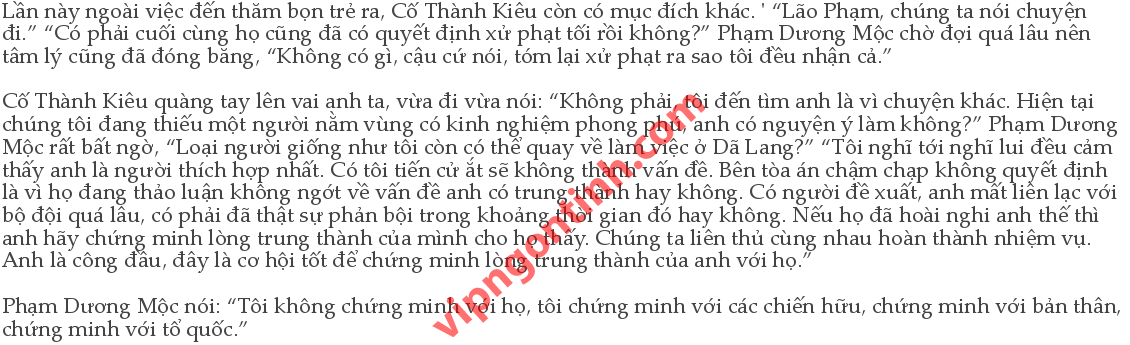 Lần này ngoài việc đến thăm bọn trẻ ra, Cố Thành Kiêu còn có mục đích khác. ' “Lão Phạm, chúng ta nói chuyện
đi.” “Có phải cuối cùng họ cũng đã có quyết định xử phạt tối rồi không?” Phạm Dương Mộc chờ đợi quá lâu nên
tâm lý cũng đã đóng băng, “Không có gì, cậu cứ nói, tóm lại xử phạt ra sao tôi đều nhận cả.”
Cố Thành Kiêu quàng tay lên vai anh ta, vừa đi vừa nói: “Không phải, tôi đến tìm anh là vì chuyện khác. Hiện tại
chúng tôi đang thiếu một người nằm vùng có kinh nghiệm phong phú, anh có nguyện ý làm không?” Phạm Dương
Mộc rất bất ngờ, “Loại người giống như tôi còn có thể quay về làm việc ở Dã Lang?” “Tôi nghĩ tới nghĩ lui đều cảm
thấy anh là người thích hợp nhất. Có tôi tiến cử ắt sẽ không thành vấn đề. Bên tòa án chậm chạp không quyết định
là vì họ đang thảo luận không ngớt về vấn đề anh có trung thành hay không. Có người đề xuất, anh mất liên lạc với
bộ đội quá lâu, có phải đã thật sự phản bội trong khoảng thời gian đó hay không. Nếu họ đã hoài nghi anh thế thì
anh hãy chứng minh lòng trung thành của mình cho họ thấy. Chúng ta liên thủ cùng nhau hoàn thành nhiệm vụ.
Anh là công đầu, đây là cơ hội tốt để chứng minh lòng trung thành của anh với họ.”
Phạm Dương Mộc nói: “Tôi không chứng minh với họ, tôi chứng minh với các chiến hữu, chứng minh với bản thân,
chứng minh với tổ quốc.”
vipngontinh.com